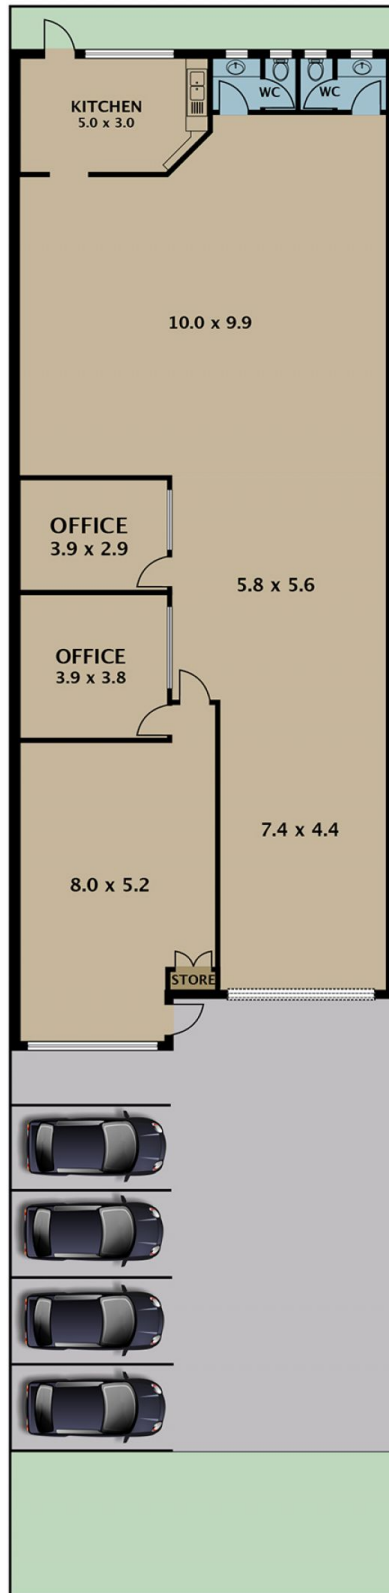 KITCHEN
5.0 x 3.0
WC
WC
10.0 x 9.9
OFFICE
3.9 x 2.9
5.8 x 5.6
OFFICE
3.9 x 3.8
7.4 x 4.4
8.0 x 5.2
STORE